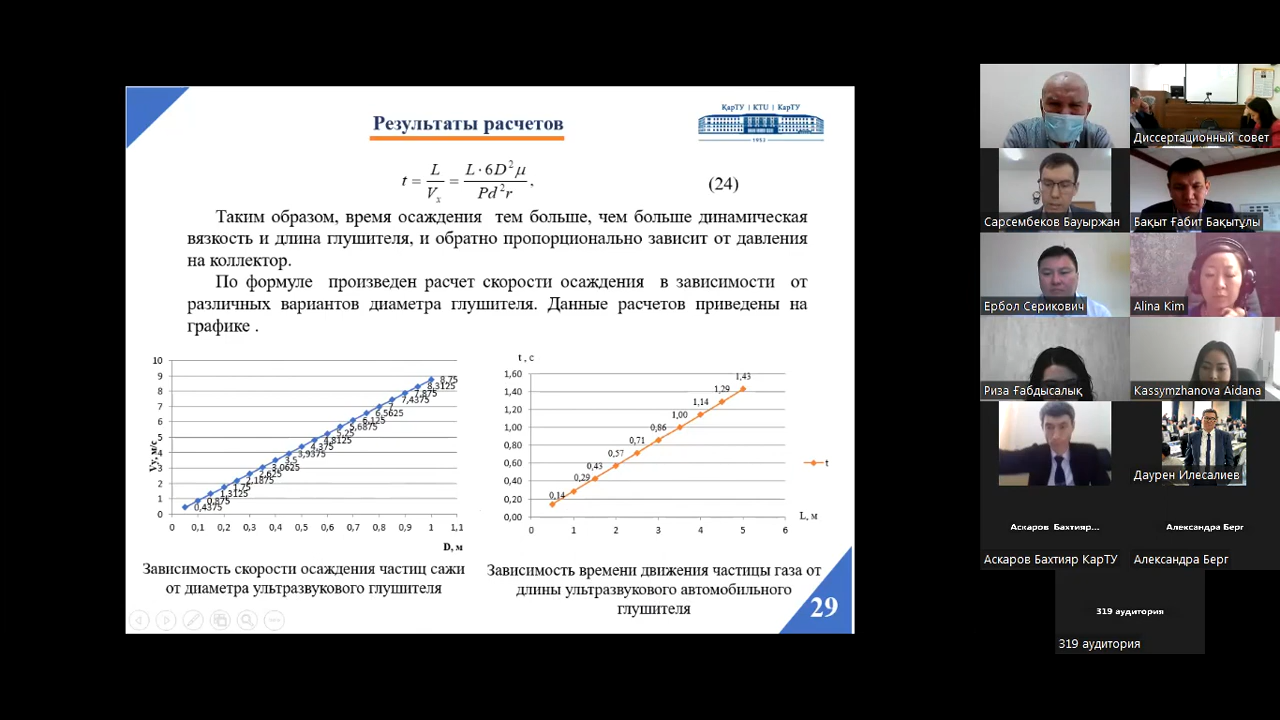 Результаты расчетов
ҚарТУ | KTU | КарТУ
1953
t = L / Vx = L · 6D²μ / Pd²r , (24)
Таким образом, время осаждения тем больше, чем больше динамическая
вязкость и длина глушителя, и обратно пропорционально зависит от давления
на коллектор.
По формуле произведен расчет скорости осаждения в зависимости от
различных вариантов диаметра глушителя. Данные расчетов приведены на
графике .
10
9
8
7
6
5
4
3
2
1
0
Vy, м/с
0,4375
0,875
1,3125
1,75
2,1875
2,625
3,0625
3,5
3,9375
4,375
4,8125
5,25
5,6875
6,125
6,5625
7
7,4375
7,875
8,3125
8,75
0 0,1 0,2 0,3 0,4 0,5 0,6 0,7 0,8 0,9 1 1,1
D, м
Зависимость скорости осаждения частиц сажи
от диаметра ультразвукового глушителя
t , с
1,60
1,40
1,20
1,00
0,80
0,60
0,40
0,20
0,00
0,14
0,29
0,43
0,57
0,71
0,86
1,00
1,14
1,29
1,43
t
L, м
0 1 2 3 4 5 6
Зависимость времени движения частицы газа от
длины ультразвукового автомобильного
глушителя
29
Диссертационный совет
Сарсембеков Бауыржан
Бақыт Ғабит Бақытұлы
Ербол Серикович
Alina Kim
Риза Ғабдысалық
Kassymzhanova Aidana
Даурен Илесалиев
Аскаров Бахтияр...
Аскаров Бахтияр КарТУ
Александра Берг
Александра Берг
319 аудитория
319 аудитория